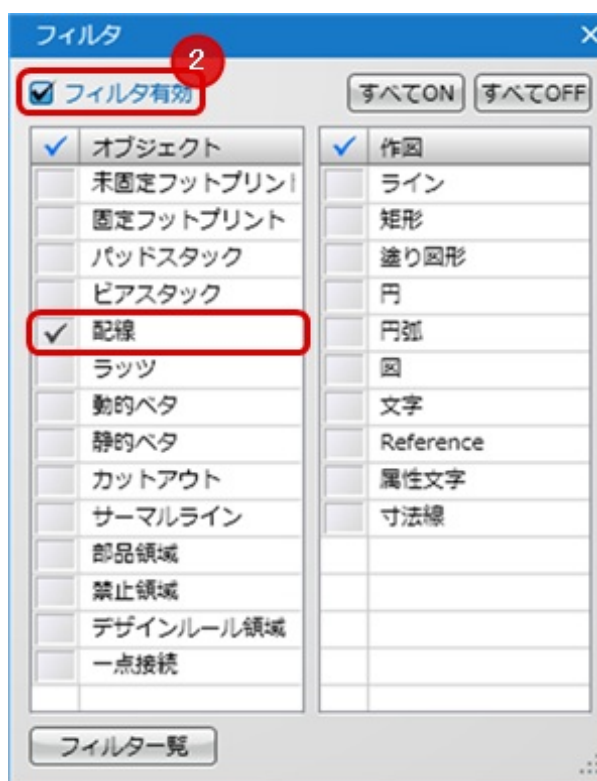 フィルタ
2
フィルタ有効
すべてON
すべてOFF
オブジェクト
未固定フットプリント
固定フットプリント
パッドスタック
ビアスタック
配線
ラッツ
動的ベタ
静的ベタ
カットアウト
サーマルライン
部品領域
禁止領域
デザインルール領域
一点接続
作図
ライン
矩形
塗り図形
円
円弧
図
文字
Reference
属性文字
寸法線
フィルター覧